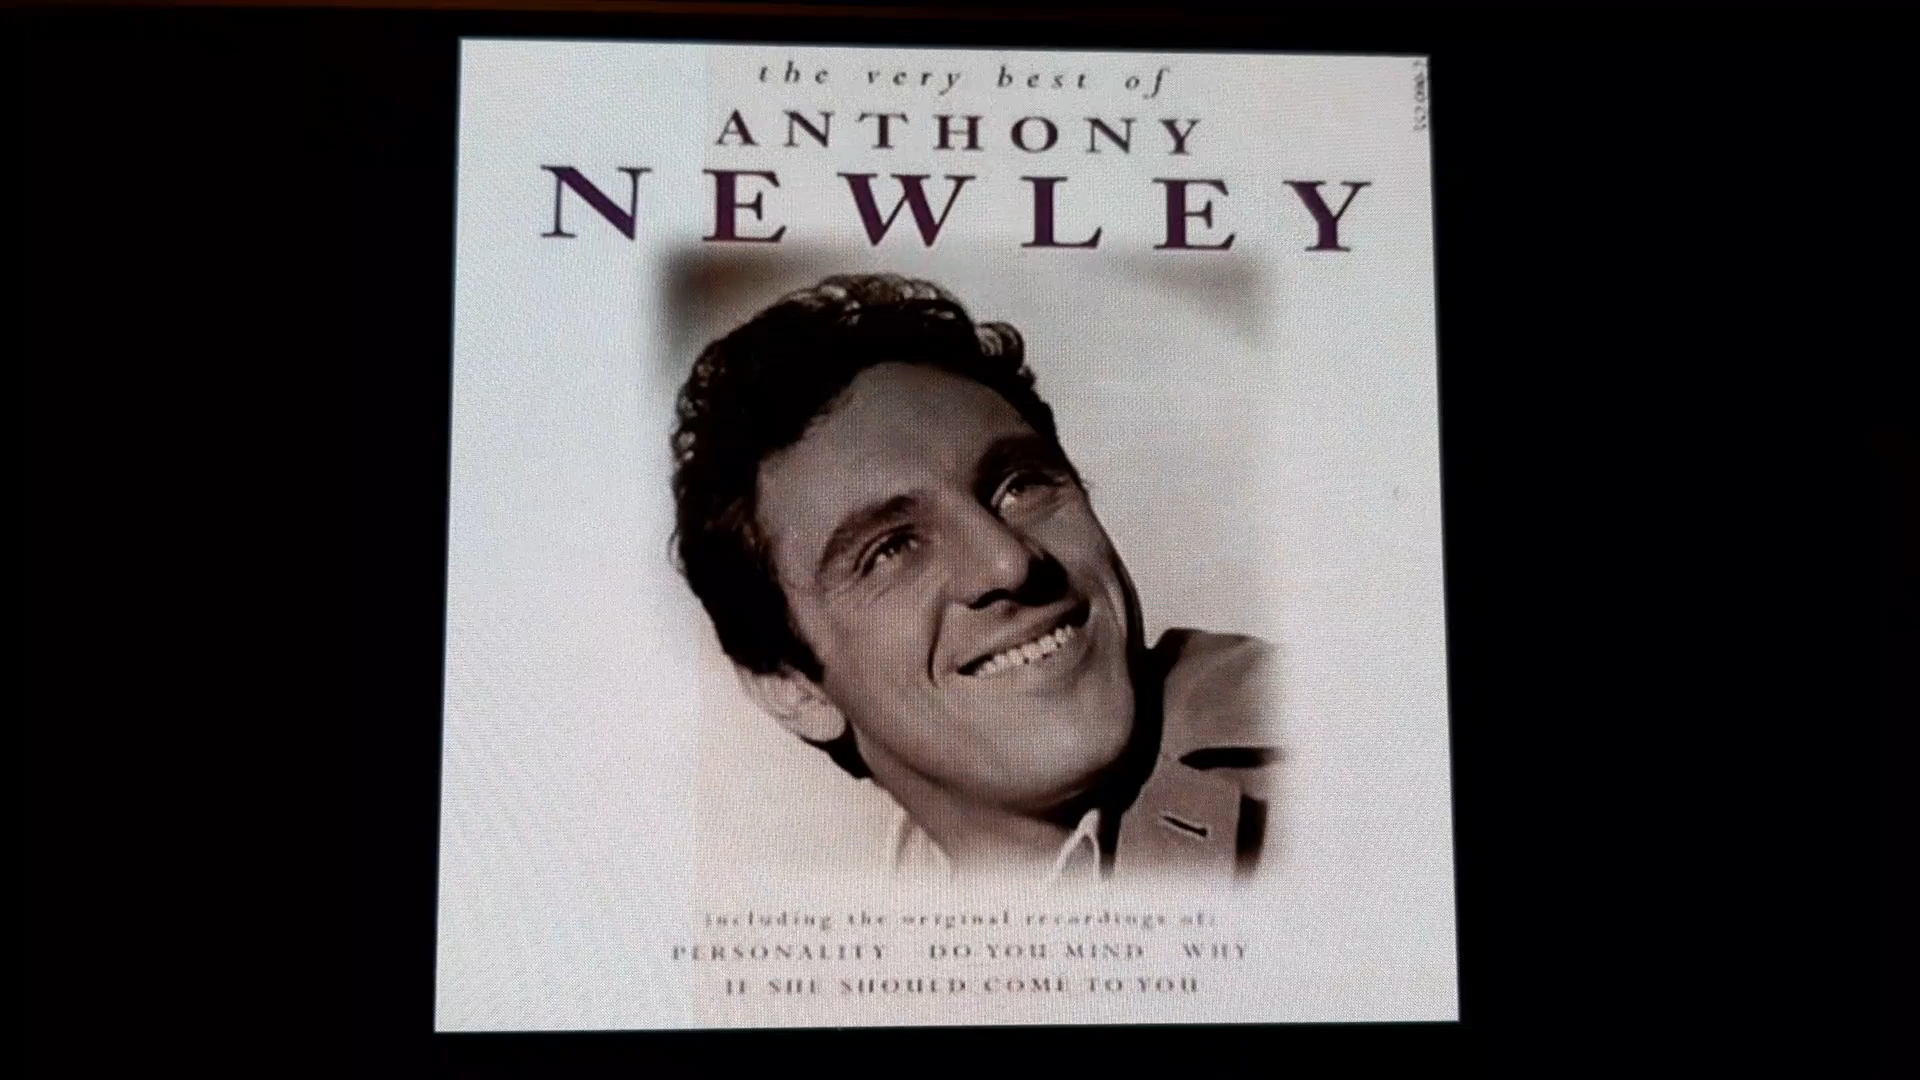 the very best of
ANTHONY
NEWLEY
including the original recordings of:
PERSONALITY DO YOU MIND WHY
IF SHE SHOULD COME TO YOU